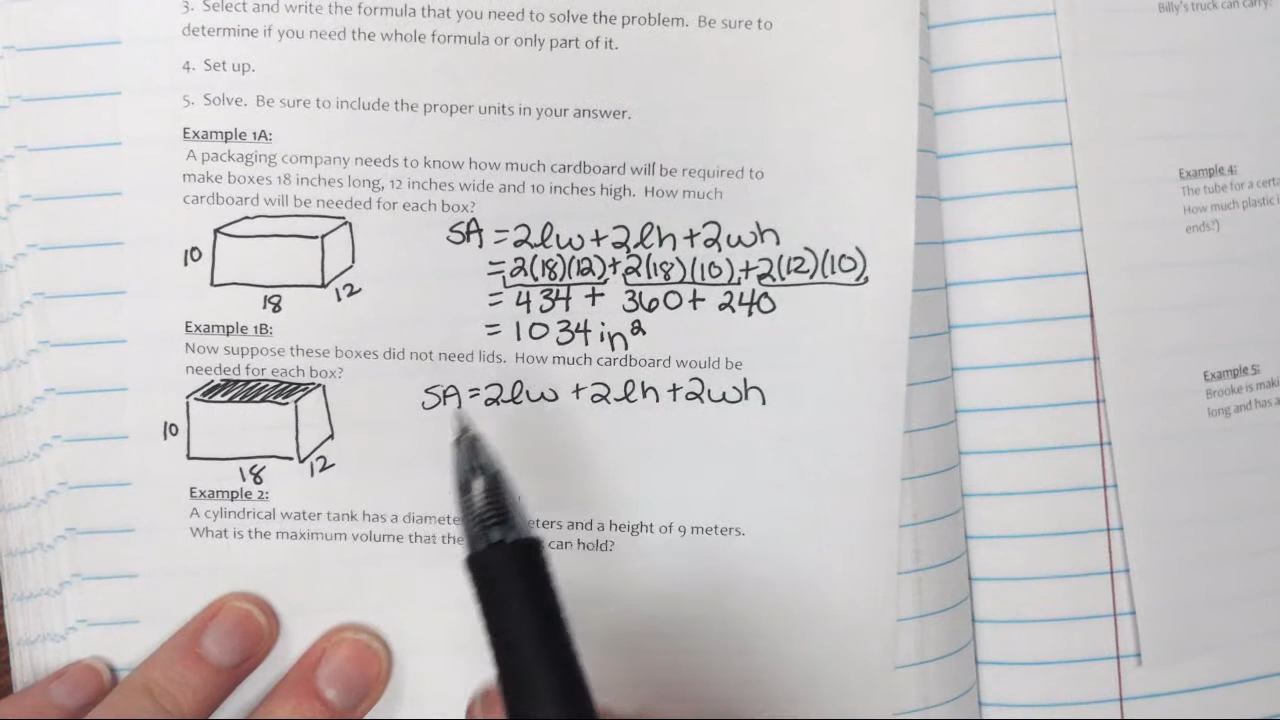 3. Select and write the formula that you need to solve the problem. Be sure to
determine if you need the whole formula or only part of it.
4. Set up.
5. Solve. Be sure to include the proper units in your answer.
Example 1A:
A packaging company needs to know how much cardboard will be required to
make boxes 18 inches long, 12 inches wide and 10 inches high. How much
cardboard will be needed for each box?
10
18
12
SA = 2lw + 2lh + 2wh
= 2(18)(12) + 2(18)(10) + 2(12)(10)
= 434 + 360 + 240
= 1034 in²
Example 1B:
Now suppose these boxes did not need lids. How much cardboard would be
needed for each box?
10
18
12
SA = 2lw + 2lh + 2wh
Example 2:
A cylindrical water tank has a diameter eters and a height of 9 meters.
What is the maximum volume that the can hold?
Billy's truck can carry?
Example 4:
The tube for a certa
How much plastic i
ends?)
Example 5:
Brooke is maki
long and has a